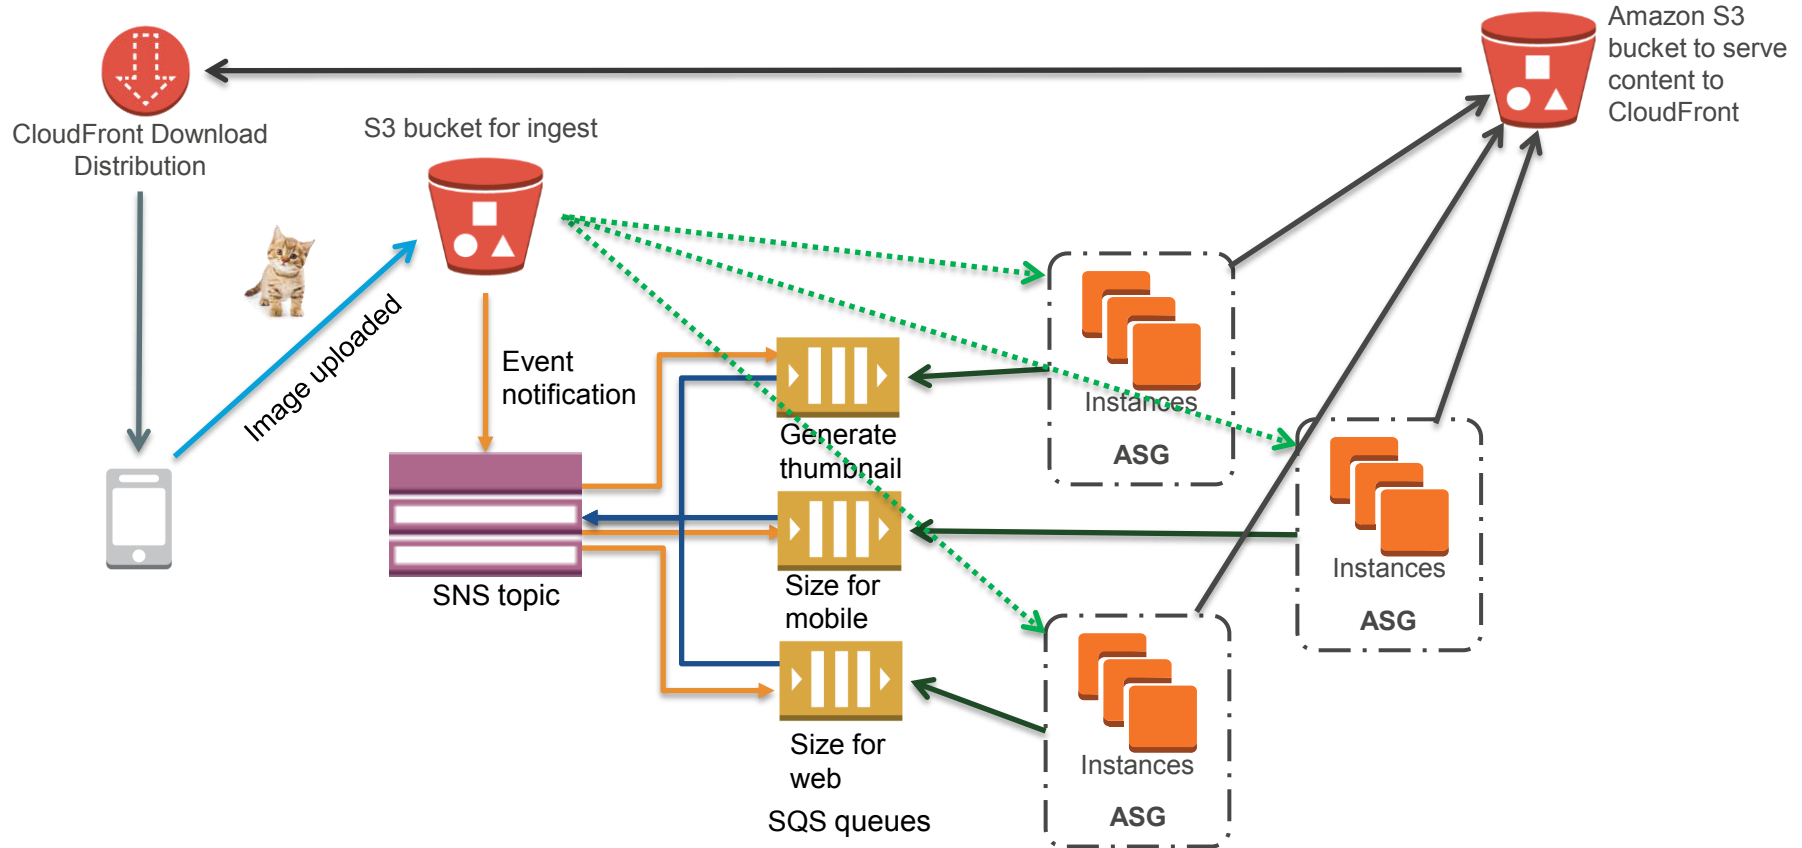 Amazon S3
bucket to serve
content to
CloudFront
CloudFront Download
Distribution
S3 bucket for ingest
Image uploaded
Event
notification
SNS topic
Generate
thumbnail
Size for
mobile
Size for
web
SQS queues
Instances
ASG
Instances
ASG
Instances
ASG